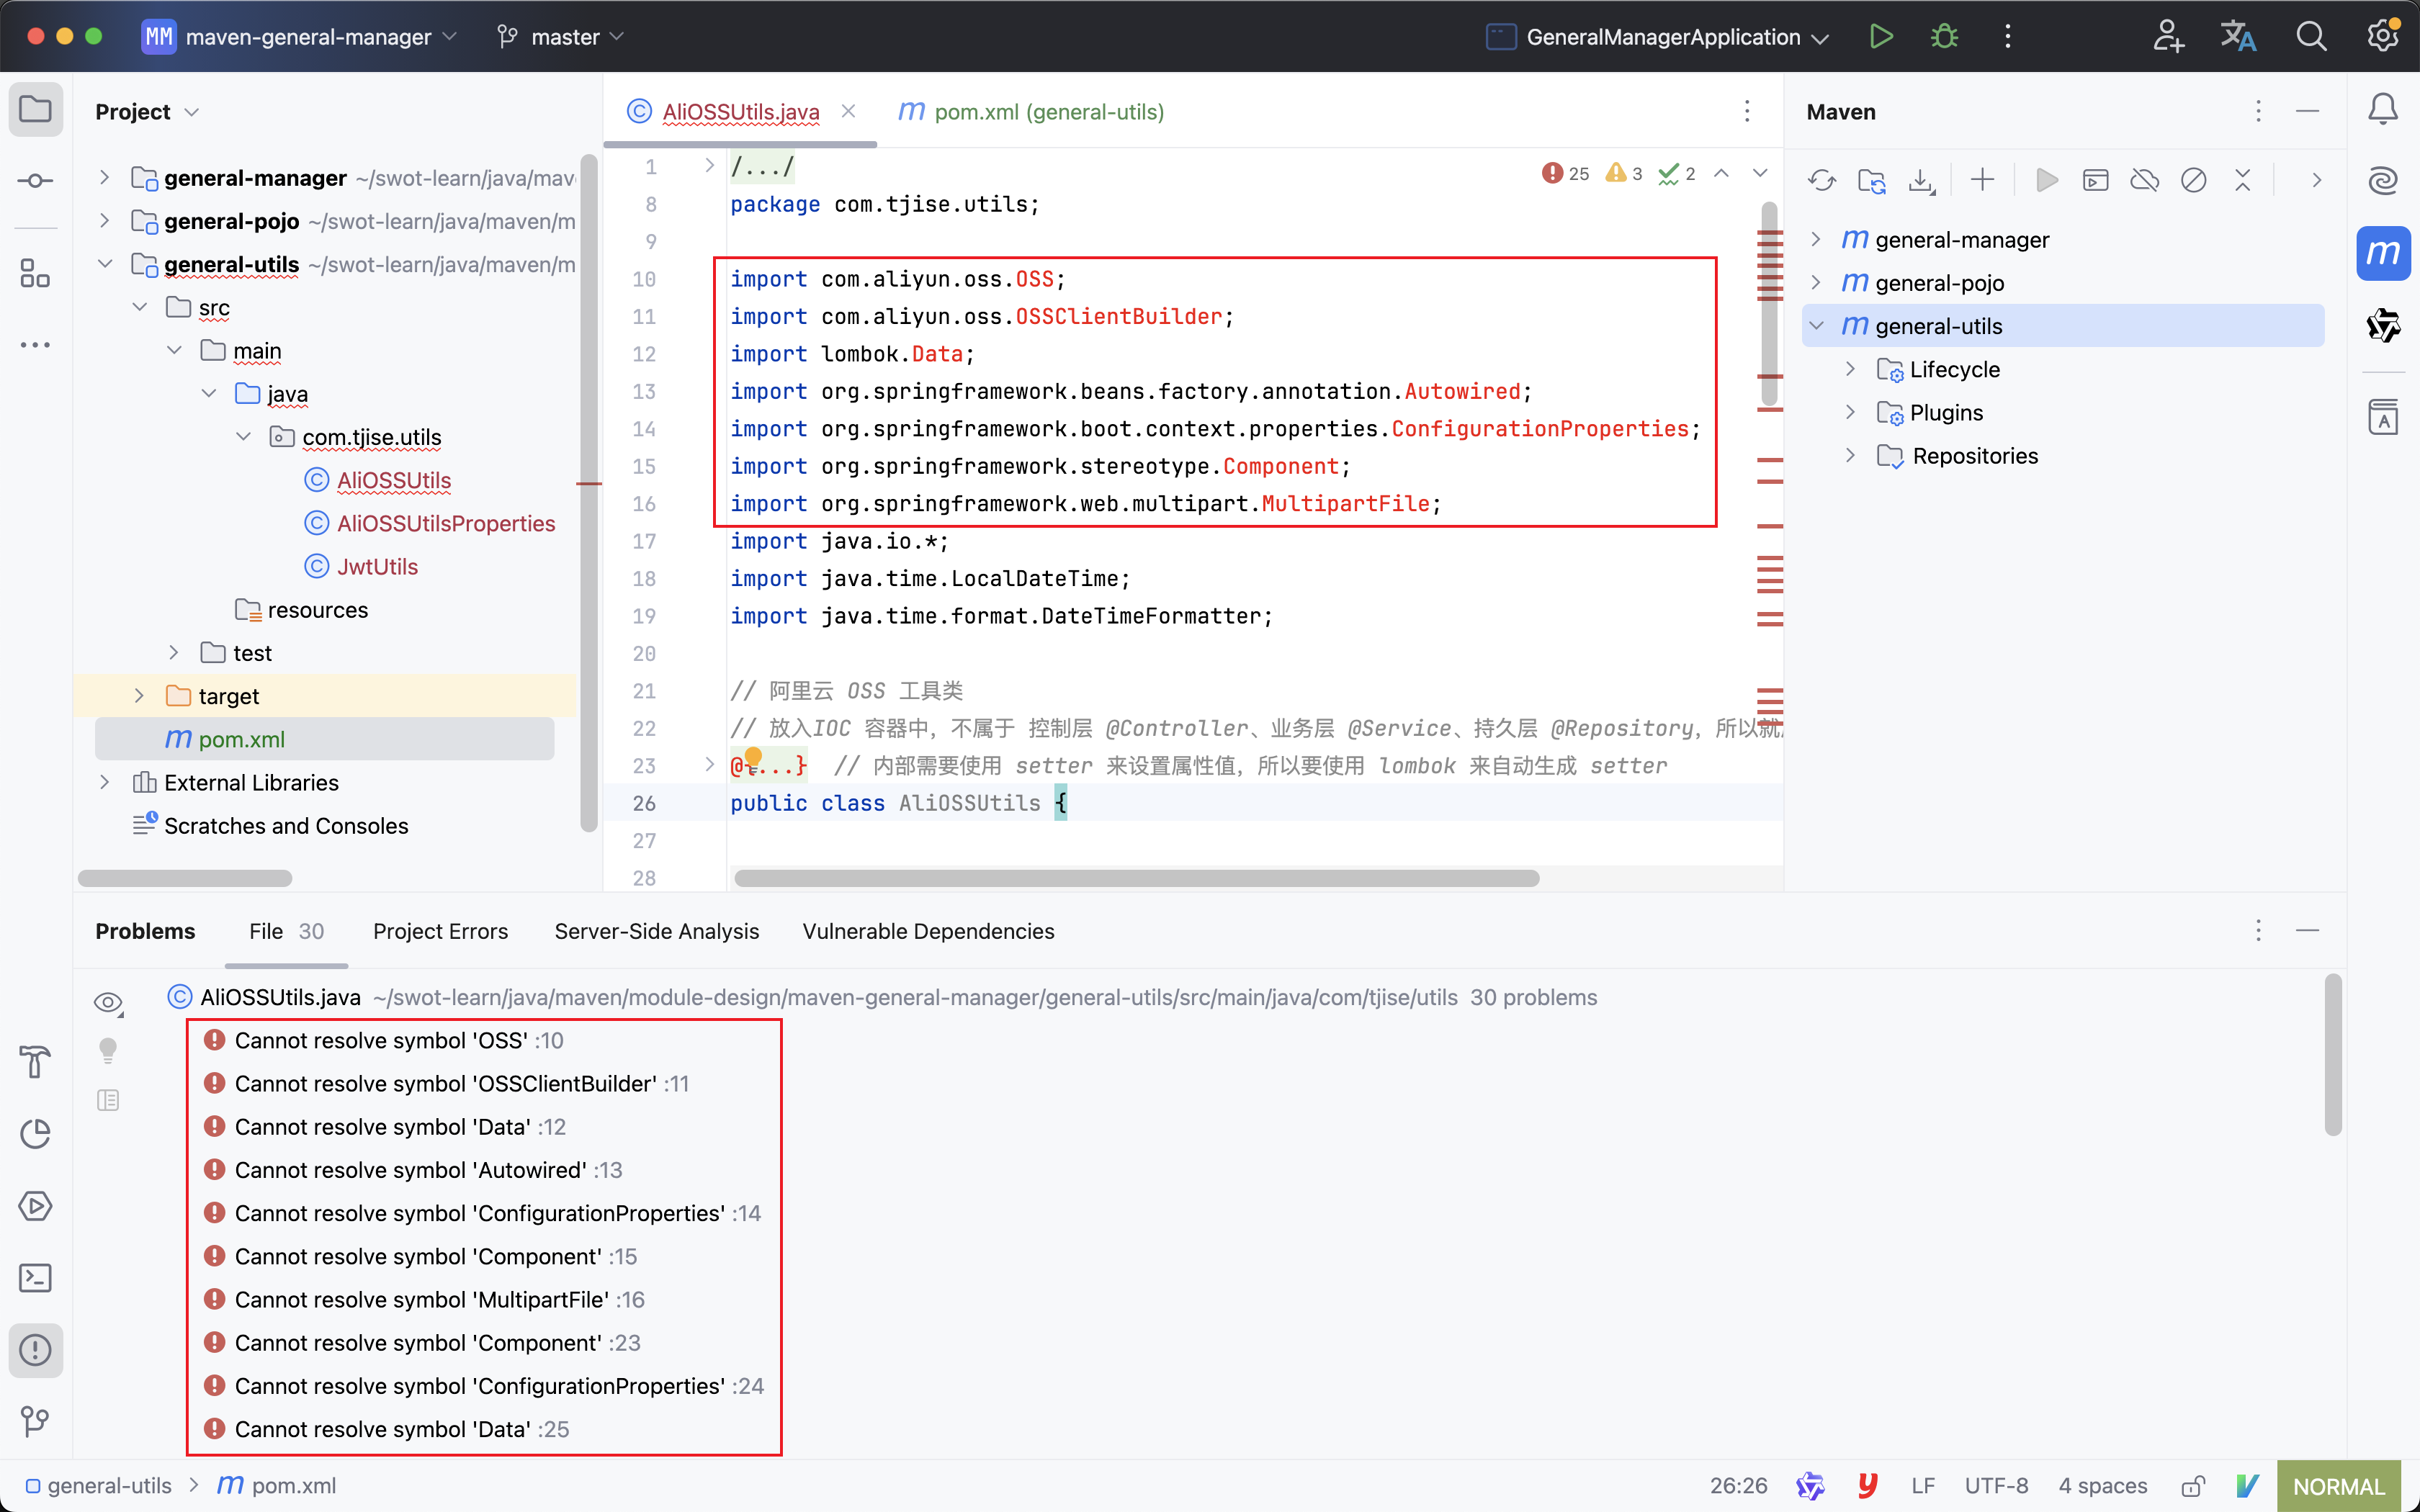 MM maven-general-manager master GeneralManagerApplication
Project
general-manager ~/swot-learn/java/mav
general-pojo ~/swot-learn/java/maven/m
general-utils ~/swot-learn/java/maven/m
src
main
java
com.tjise.utils
AliOSSUtils
AliOSSUtilsProperties
JwtUtils
resources
test
target
pom.xml
External Libraries
Scratches and Consoles
AliOSSUtils.java pom.xml (general-utils)
25 3 2
1 /.../
8 package com.tjise.utils;
9
10 import com.aliyun.oss.OSS;
11 import com.aliyun.oss.OSSClientBuilder;
12 import lombok.Data;
13 import org.springframework.beans.factory.annotation.Autowired;
14 import org.springframework.boot.context.properties.ConfigurationProperties;
15 import org.springframework.stereotype.Component;
16 import org.springframework.web.multipart.MultipartFile;
17 import java.io.*;
18 import java.time.LocalDateTime;
19 import java.time.format.DateTimeFormatter;
20
21 // 阿里云 OSS 工具类
22 // 放入IOC 容器中，不属于 控制层 @Controller、业务层 @Service、持久层 @Repository，所以就
23 @{...} // 内部需要使用 setter 来设置属性值，所以要使用 lombok 来自动生成 setter
26 public class AliOSSUtils {
27
28
Maven
general-manager
general-pojo
general-utils
Lifecycle
Plugins
Repositories
Problems File 30 Project Errors Server-Side Analysis Vulnerable Dependencies
AliOSSUtils.java ~/swot-learn/java/maven/module-design/maven-general-manager/general-utils/src/main/java/com/tjise/utils 30 problems
Cannot resolve symbol 'OSS' :10
Cannot resolve symbol 'OSSClientBuilder' :11
Cannot resolve symbol 'Data' :12
Cannot resolve symbol 'Autowired' :13
Cannot resolve symbol 'ConfigurationProperties' :14
Cannot resolve symbol 'Component' :15
Cannot resolve symbol 'MultipartFile' :16
Cannot resolve symbol 'Component' :23
Cannot resolve symbol 'ConfigurationProperties' :24
Cannot resolve symbol 'Data' :25
general-utils pom.xml 26:26 LF UTF-8 4 spaces NORMAL